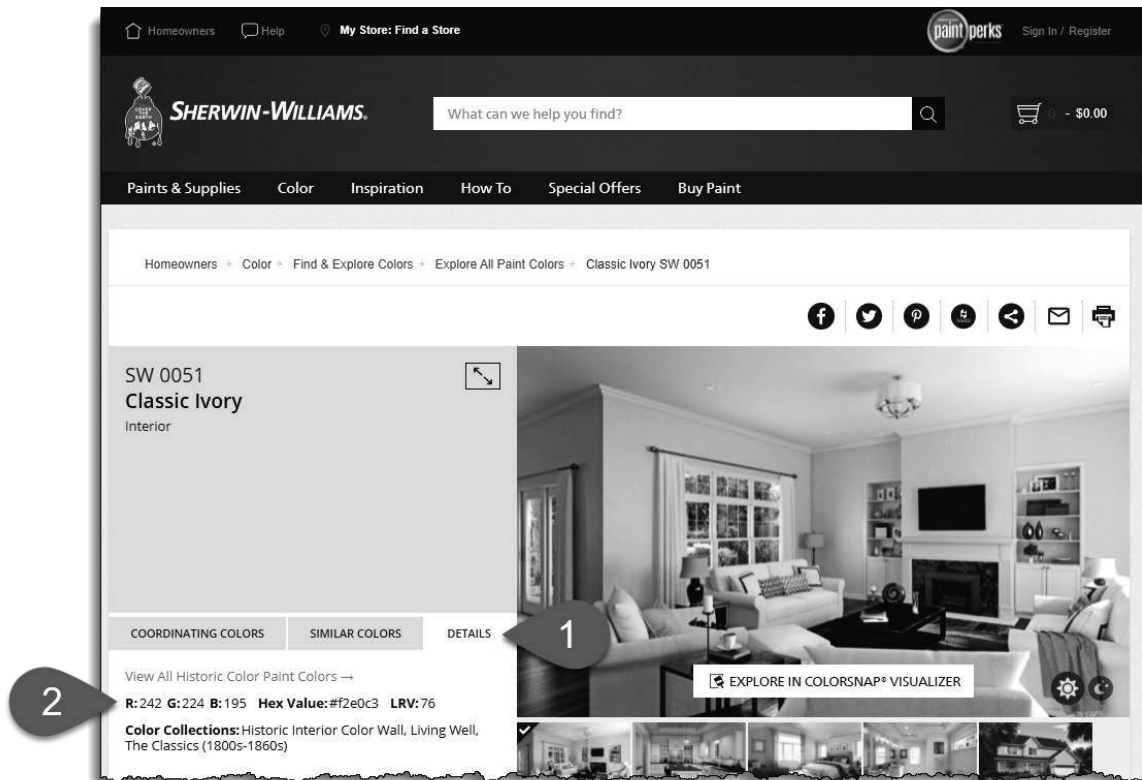 Homeowners Help My Store: Find a Store paint perks Sign In / Register
SHERWIN-WILLIAMS. What can we help you find? 0 - $0.00
COVER THE EARTH
Paints & Supplies Color Inspiration How To Special Offers Buy Paint
Homeowners Color Find & Explore Colors Explore All Paint Colors Classic Ivory SW 0051
SW 0051
Classic Ivory
Interior
COORDINATING COLORS SIMILAR COLORS DETAILS 1
EXPLORE IN COLORSNAP® VISUALIZER
View All Historic Color Paint Colors →
2 R:242 G:224 B:195 Hex Value:#f2e0c3 LRV:76
Color Collections: Historic Interior Color Wall, Living Well,
The Classics (1800s-1860s)